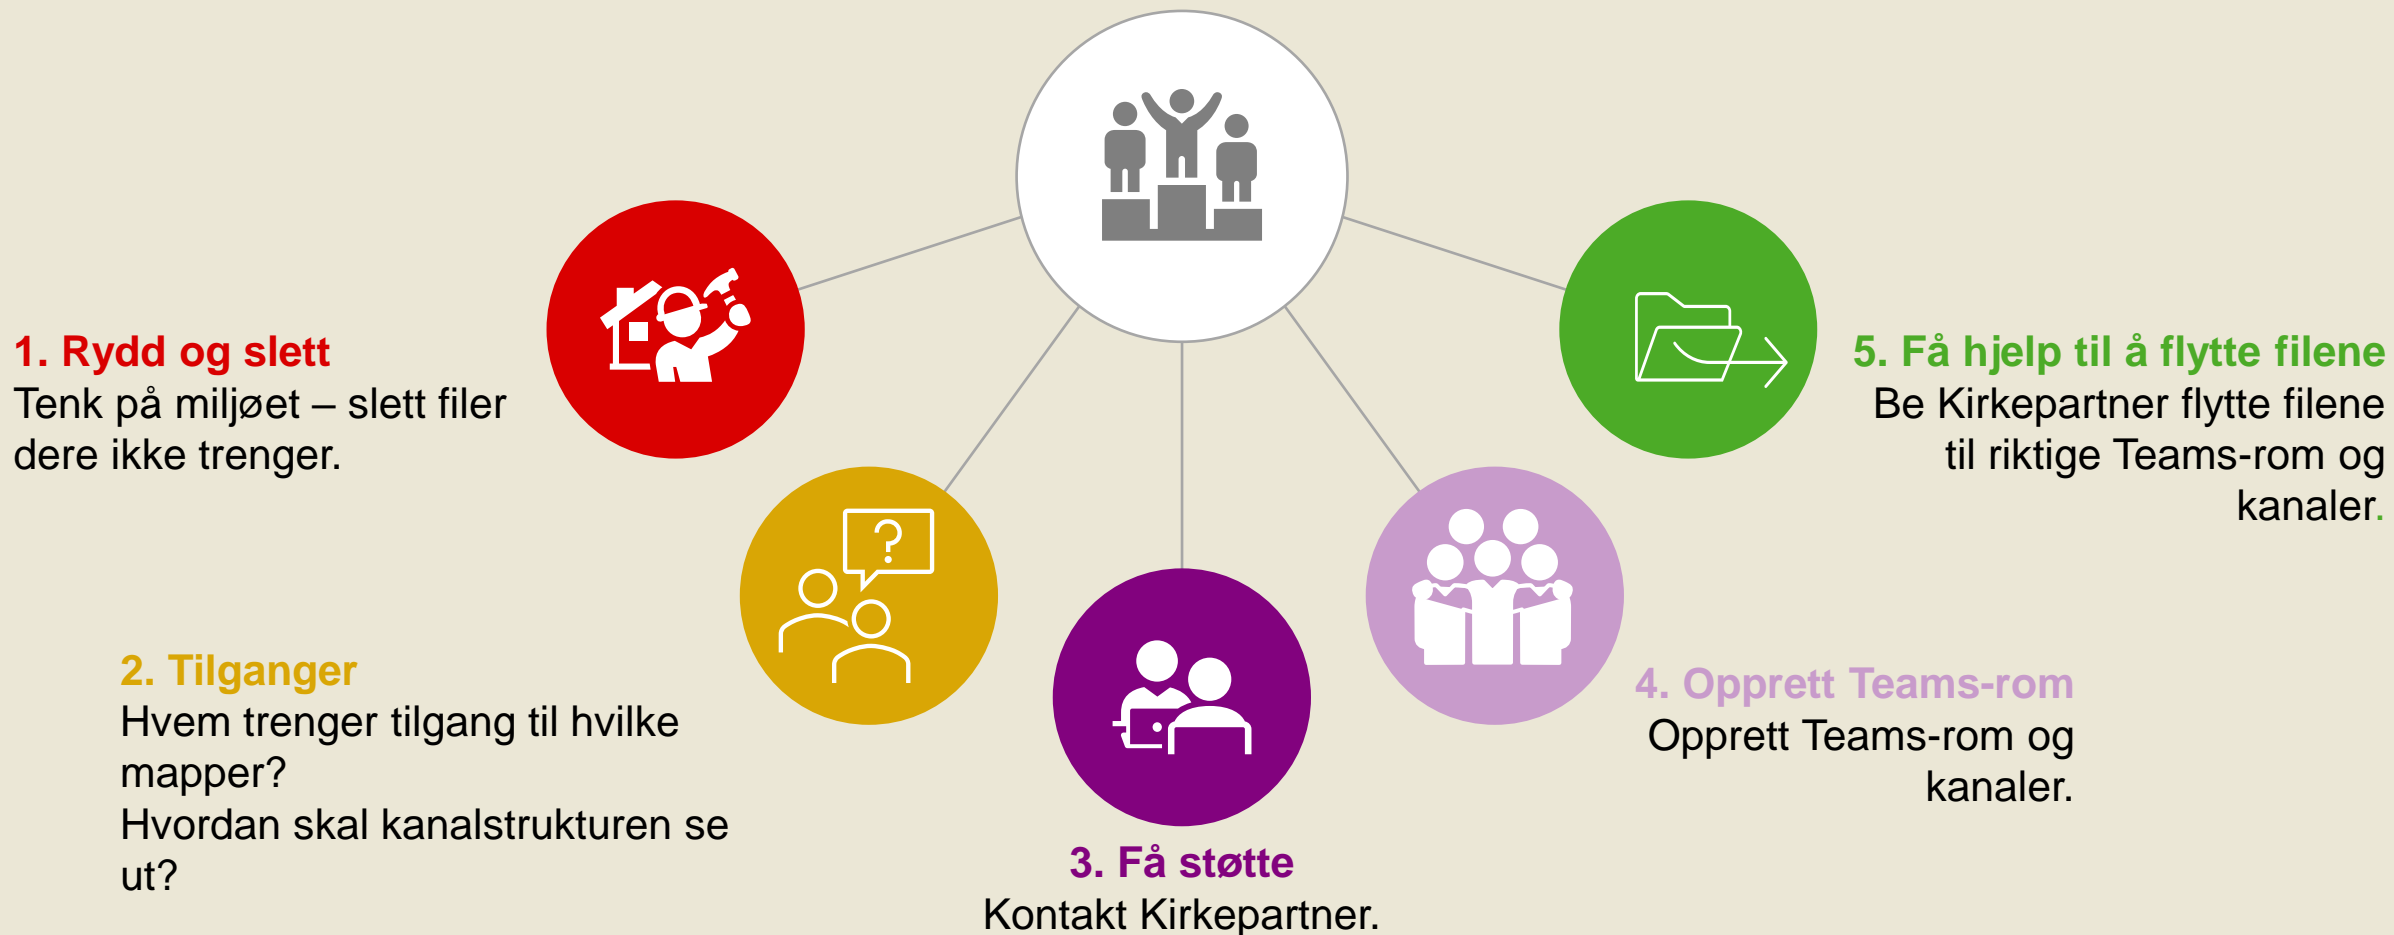 1. Rydd og slett
Tenk på miljøet – slett filer
dere ikke trenger.
2. Tilganger
Hvem trenger tilgang til hvilke
mapper?
Hvordan skal kanalstrukturen se
ut?
3. Få støtte
Kontakt Kirkepartner.
4. Opprett Teams-rom
Opprett Teams-rom og
kanaler.
5. Få hjelp til å flytte filene
Be Kirkepartner flytte filene
til riktige Teams-rom og
kanaler.
?